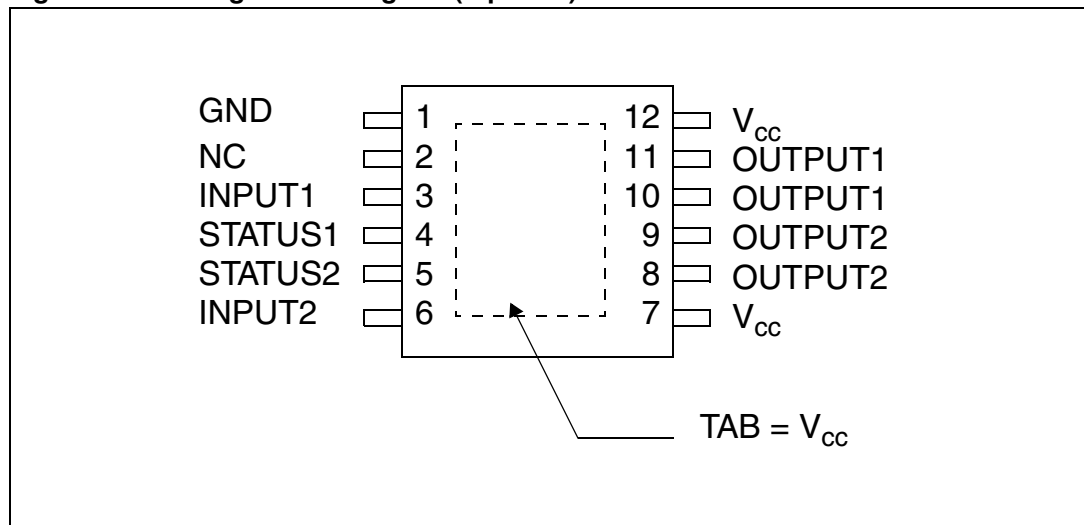 GND 1 12 Vcc
NC 2 11 OUTPUT1
INPUT1 3 10 OUTPUT1
STATUS1 4 9 OUTPUT2
STATUS2 5 8 OUTPUT2
INPUT2 6 7 Vcc
TAB = Vcc